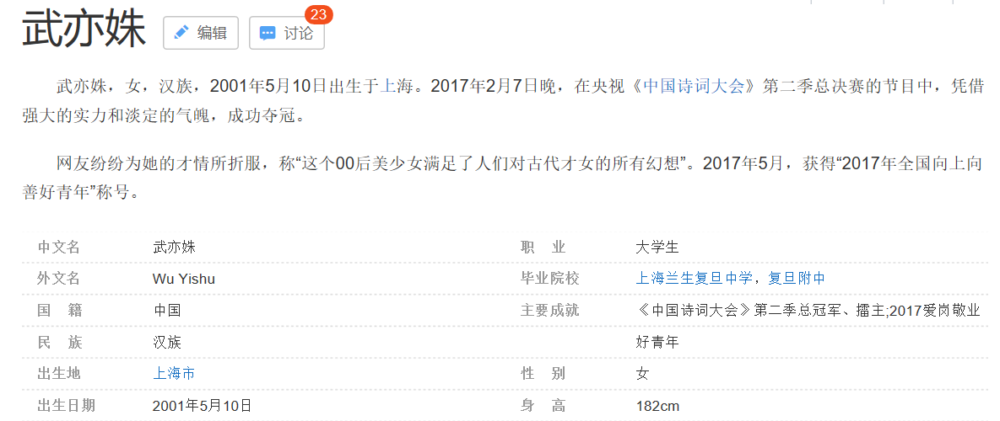 武亦姝 编辑 讨论 23
武亦姝，女，汉族，2001年5月10日出生于上海。2017年2月7日晚，在央视《中国诗词大会》第二季总决赛的节目中，凭借
强大的实力和淡定的气魄，成功夺冠。
网友纷纷为她的才情所折服，称“这个00后美少女满足了人们对古代才女的所有幻想”。2017年5月，获得“2017年全国向上向
善好青年”称号。
中文名 武亦姝 职 业 大学生
外文名 Wu Yishu 毕业院校 上海兰生复旦中学，复旦附中
国 籍 中国 主要成就 《中国诗词大会》第二季总冠军、擂主;2017爱岗敬业
民 族 汉族 好青年
出生地 上海市 性 别 女
出生日期 2001年5月10日 身 高 182cm